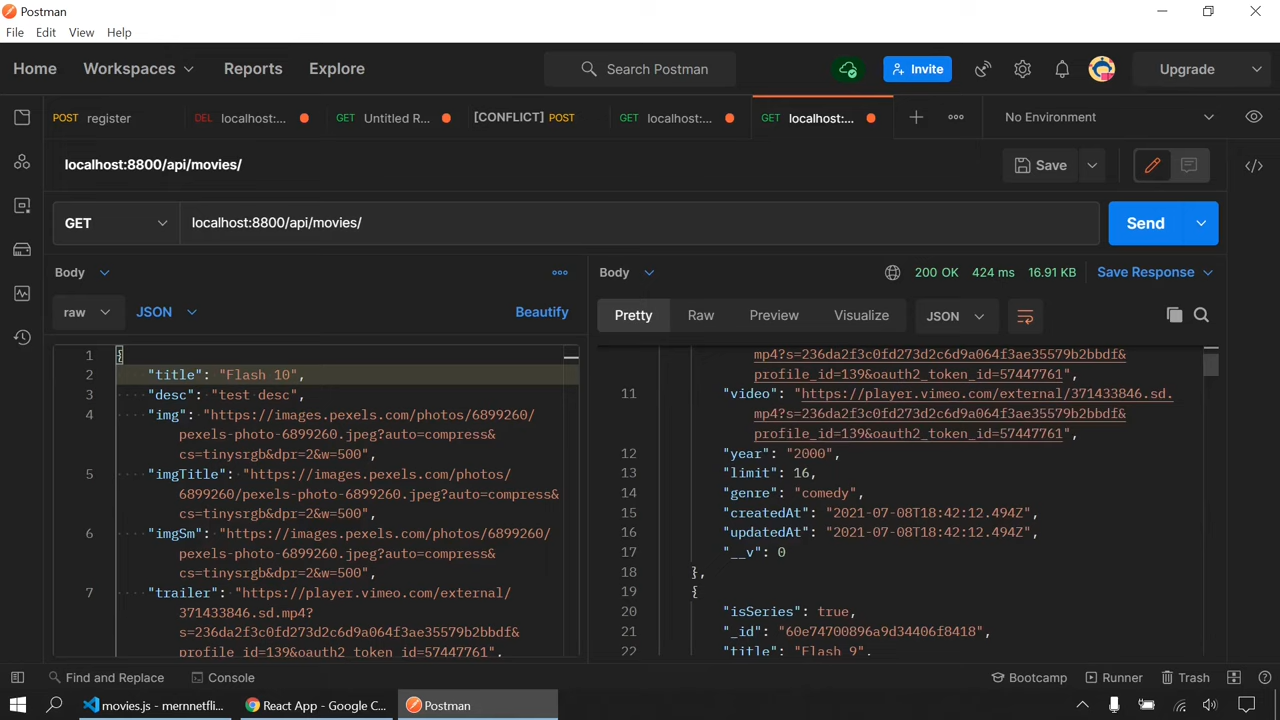 Postman
File Edit View Help
Home Workspaces Reports Explore Search Postman Invite Upgrade
POST register DEL localhost:... GET Untitled R... [CONFLICT] POST GET localhost:... GET localhost:... No Environment
localhost:8800/api/movies/ Save
GET localhost:8800/api/movies/ Send
Body Body 200 OK 424 ms 16.91 KB Save Response
raw JSON Beautify Pretty Raw Preview Visualize JSON
1 {
2 "title": "Flash 10",
3 "desc": "test desc",
4 "img": "https://images.pexels.com/photos/6899260/
pexels-photo-6899260.jpeg?auto=compress&
cs=tinysrgb&dpr=2&w=500",
5 "imgTitle": "https://images.pexels.com/photos/
6899260/pexels-photo-6899260.jpeg?auto=compress&
cs=tinysrgb&dpr=2&w=500",
6 "imgSm": "https://images.pexels.com/photos/6899260/
pexels-photo-6899260.jpeg?auto=compress&
cs=tinysrgb&dpr=2&w=500",
7 "trailer": "https://player.vimeo.com/external/
371433846.sd.mp4?
s=236da2f3c0fd273d2c6d9a064f3ae35579b2bbdf&
profile_id=139&oauth2_token_id=57447761",
mp4?s=236da2f3c0fd273d2c6d9a064f3ae35579b2bbdf&
profile_id=139&oauth2_token_id=57447761",
11 "video": "https://player.vimeo.com/external/371433846.sd.
mp4?s=236da2f3c0fd273d2c6d9a064f3ae35579b2bbdf&
profile_id=139&oauth2_token_id=57447761",
12 "year": "2000",
13 "limit": 16,
14 "genre": "comedy",
15 "createdAt": "2021-07-08T18:42:12.494Z",
16 "updatedAt": "2021-07-08T18:42:12.494Z",
17 "__v": 0
18 },
19 {
20 "isSeries": true,
21 "_id": "60e74700896a9d34406f8418",
22 "title": "Flash 9",
Find and Replace Console Bootcamp Runner Trash
movies.js - mernnetfli... React App - Google C... Postman